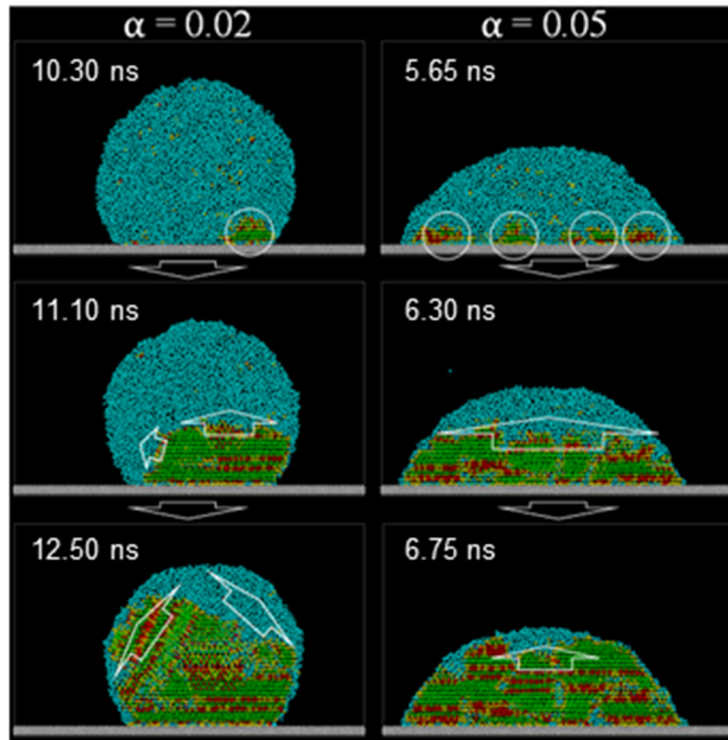 α = 0.02
α = 0.05
10.30 ns
5.65 ns
11.10 ns
6.30 ns
12.50 ns
6.75 ns